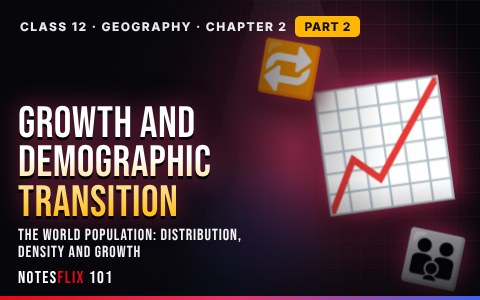 CLASS 12 · GEOGRAPHY · CHAPTER 2 PART 2
GROWTH AND
DEMOGRAPHIC
TRANSITION
THE WORLD POPULATION: DISTRIBUTION,
DENSITY AND GROWTH
NOTESFLIX 101